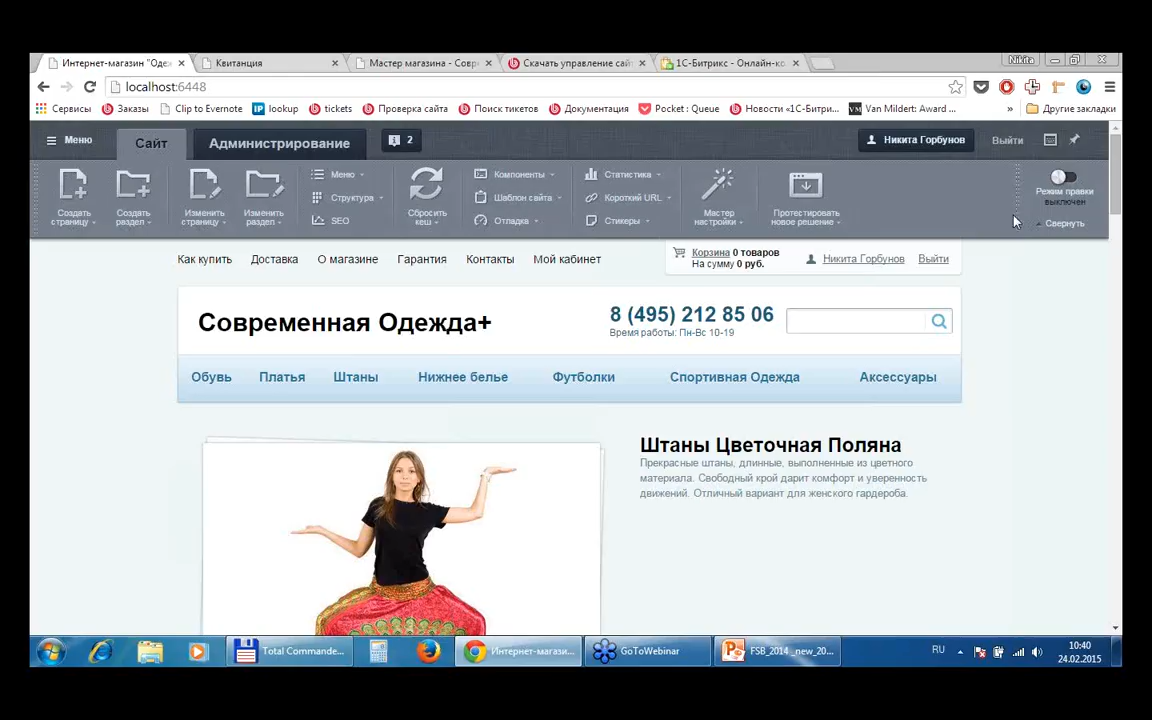 Интернет-магазин "Оде
Квитанция
Мастер магазина - Совр
Скачать управление сай
1С-Битрикс - Онлайн-ко
Nikita
localhost:6448
Сервисы
Заказы
Clip to Evernote
lookup
tickets
Проверка сайта
Поиск тикетов
Документация
Pocket : Queue
Новости «1С-Битри...
Van Mildert: Award ...
»
Другие закладки
Меню
Сайт
Администрирование
2
Никита Горбунов
Выйти
Создать страницу
Создать раздел
Изменить страницу
Изменить раздел
Меню
Структура
SEO
Сбросить кеш
Компоненты
Шаблон сайта
Отладка
Статистика
Короткий URL
Стикеры
Мастер настройки
Протестировать новое решение
Режим правки выключен
Свернуть
Как купить
Доставка
О магазине
Гарантия
Контакты
Мой кабинет
Корзина 0 товаров
На сумму 0 руб.
Никита Горбунов
Выйти
Современная Одежда+
8 (495) 212 85 06
Время работы: Пн-Вс 10-19
Обувь
Платья
Штаны
Нижнее белье
Футболки
Спортивная Одежда
Аксессуары
Штаны Цветочная Поляна
Прекрасные штаны, длинные, выполненные из цветного
материала. Свободный крой дарит комфорт и уверенность
движений. Отличный вариант для женского гардероба.
Total Commande...
Интернет-магази...
GoToWebinar
FSB_2014 _new_20...
RU
10:40
24.02.2015